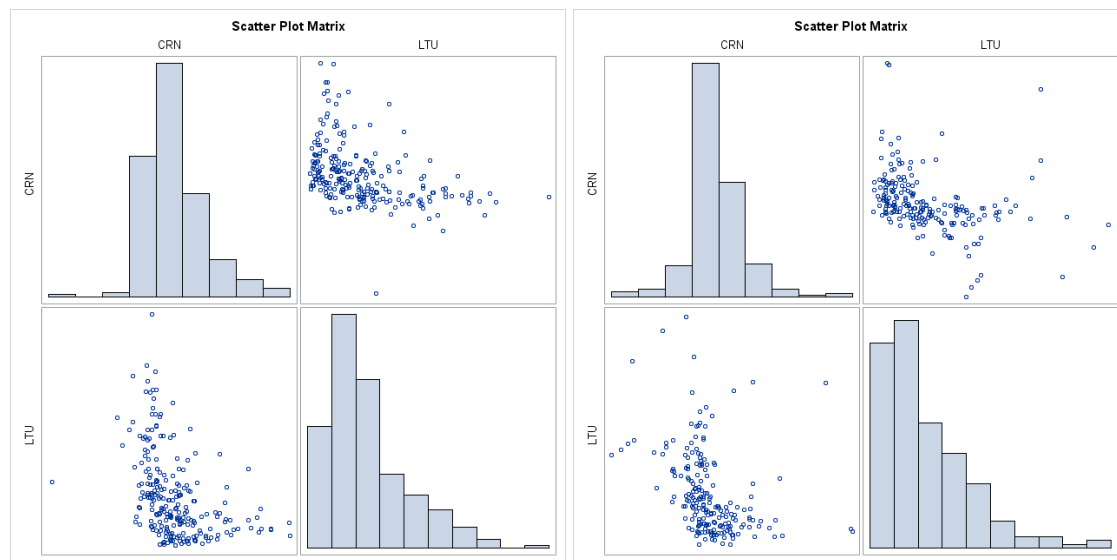 Scatter Plot Matrix
CRN LTU
CRN
LTU
Scatter Plot Matrix
CRN LTU
CRN
LTU